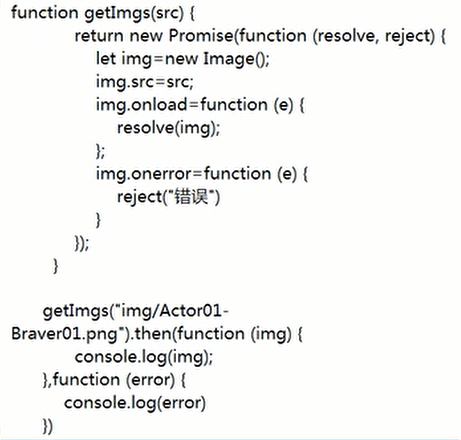 function getImgs(src) {
return new Promise(function (resolve, reject) {
let img=new Image();
img.src=src;
img.onload=function (e) {
resolve(img);
};
img.onerror=function (e) {
reject("错误")
}
});
}
getImgs("img/Actor01-
Braver01.png").then(function (img) {
console.log(img);
},function (error) {
console.log(error)
})